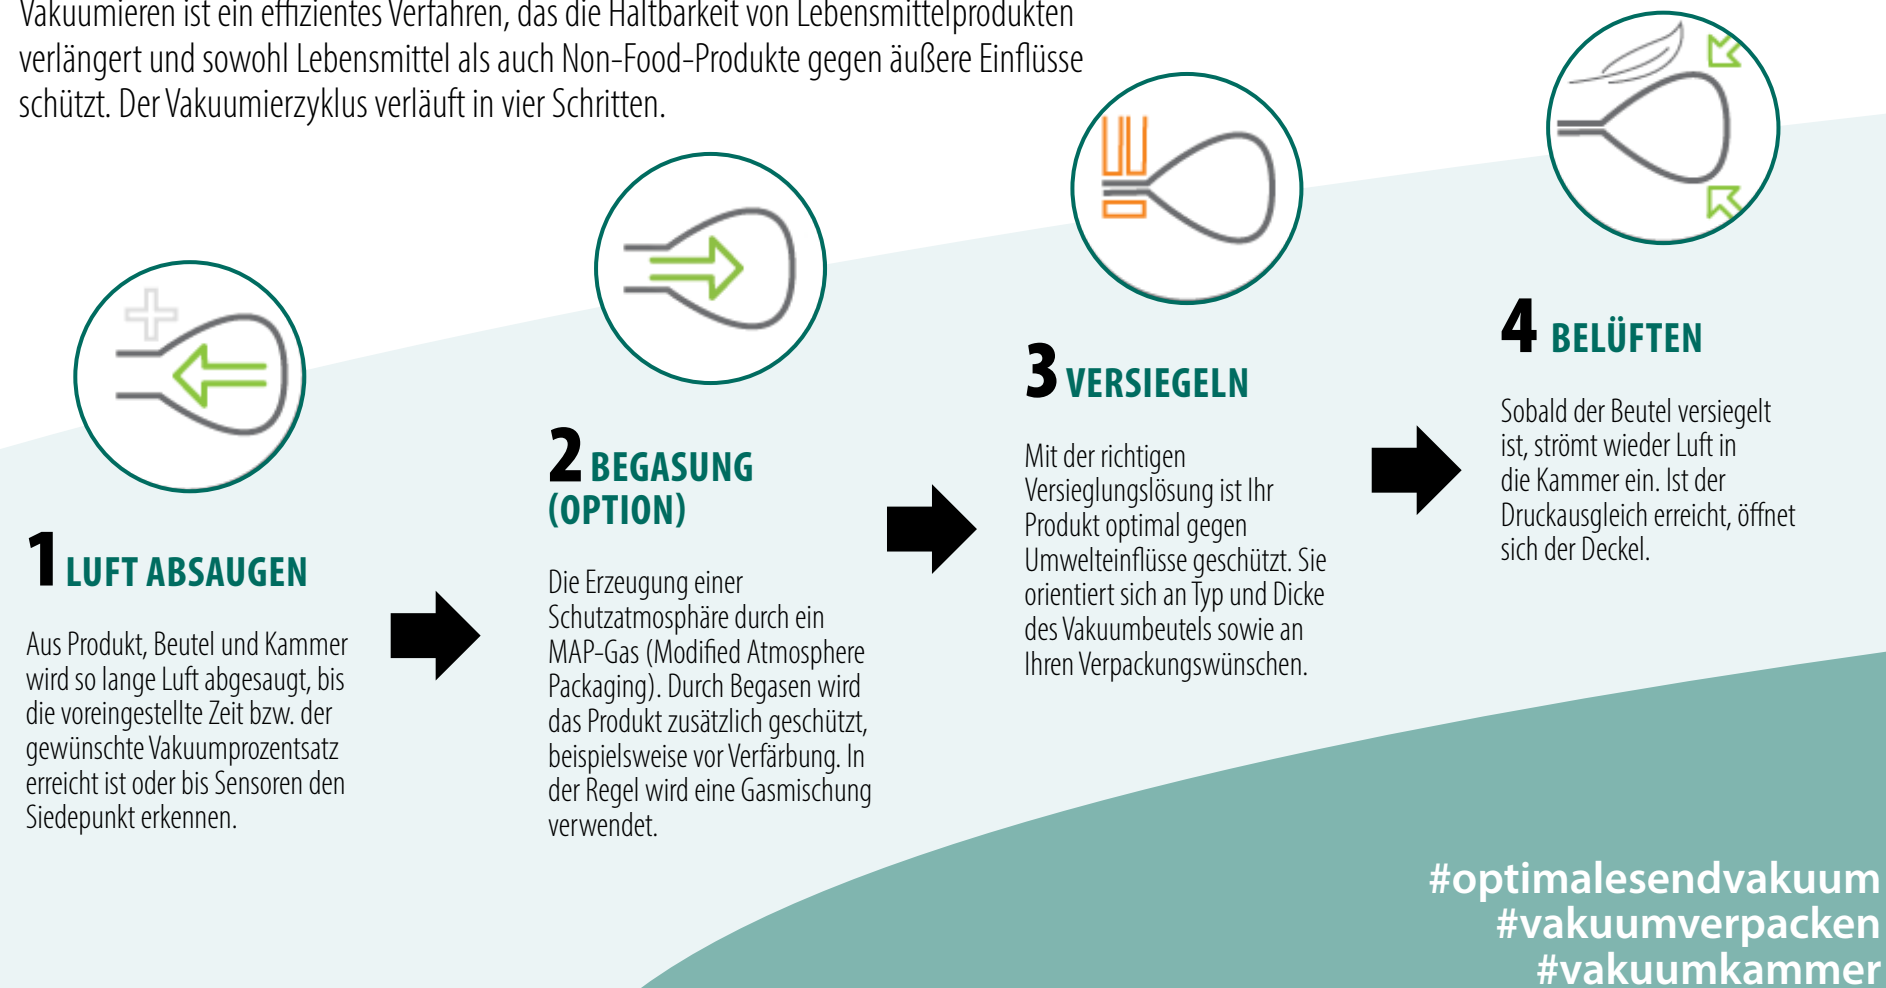 Vakuumieren ist ein effizientes Verfahren, das die Haltbarkeit von Lebensmittelprodukten
verlängert und sowohl Lebensmittel als auch Non-Food-Produkte gegen äußere Einflüsse
schützt. Der Vakuumierzyklus verläuft in vier Schritten.
1 LUFT ABSAUGEN
Aus Produkt, Beutel und Kammer
wird so lange Luft abgesaugt, bis
die voreingestellte Zeit bzw. der
gewünschte Vakuumprozentsatz
erreicht ist oder bis Sensoren den
Siedepunkt erkennen.
2 BEGASUNG
(OPTION)
Die Erzeugung einer
Schutzatmosphäre durch ein
MAP-Gas (Modified Atmosphere
Packaging). Durch Begasen wird
das Produkt zusätzlich geschützt,
beispielsweise vor Verfärbung. In
der Regel wird eine Gasmischung
verwendet.
3 VERSIEGELN
Mit der richtigen
Versieglungslösung ist Ihr
Produkt optimal gegen
Umwelteinflüsse geschützt. Sie
orientiert sich an Typ und Dicke
des Vakuumbeutels sowie an
Ihren Verpackungswünschen.
4 BELÜFTEN
Sobald der Beutel versiegelt
ist, strömt wieder Luft in
die Kammer ein. Ist der
Druckausgleich erreicht, öffnet
sich der Deckel.
#optimalesendvakuum
#vakuumverpacken
#vakuumkammer